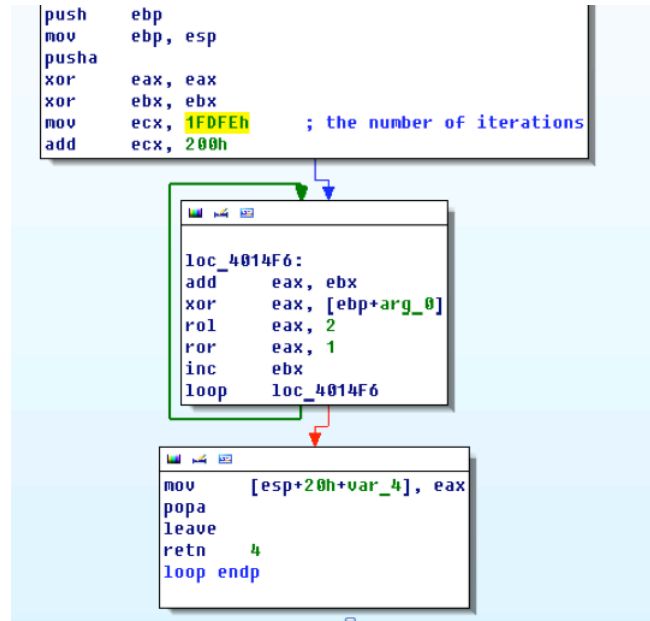 push ebp
mov ebp, esp
pusha
xor eax, eax
xor ebx, ebx
mov ecx, 1FDFEh ; the number of iterations
add ecx, 200h
loc_4014F6:
add eax, ebx
xor eax, [ebp+arg_0]
rol eax, 2
ror eax, 1
inc ebx
loop loc_4014F6
mov [esp+20h+var_4], eax
popa
leave
retn 4
loop endp